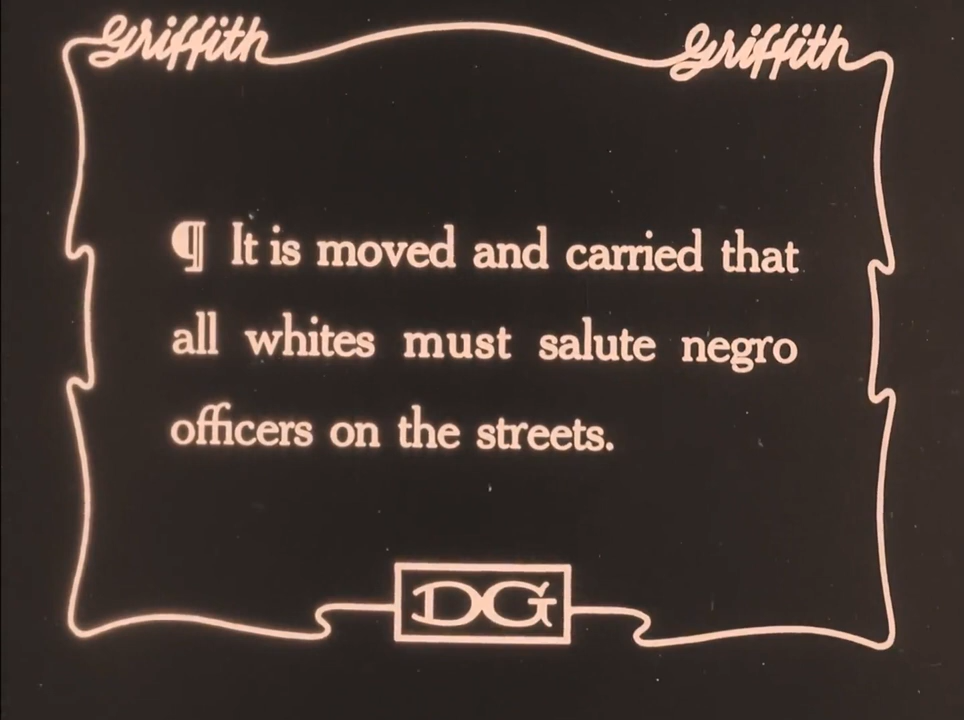 Griffith Griffith
¶ It is moved and carried that
all whites must salute negro
officers on the streets.
DG